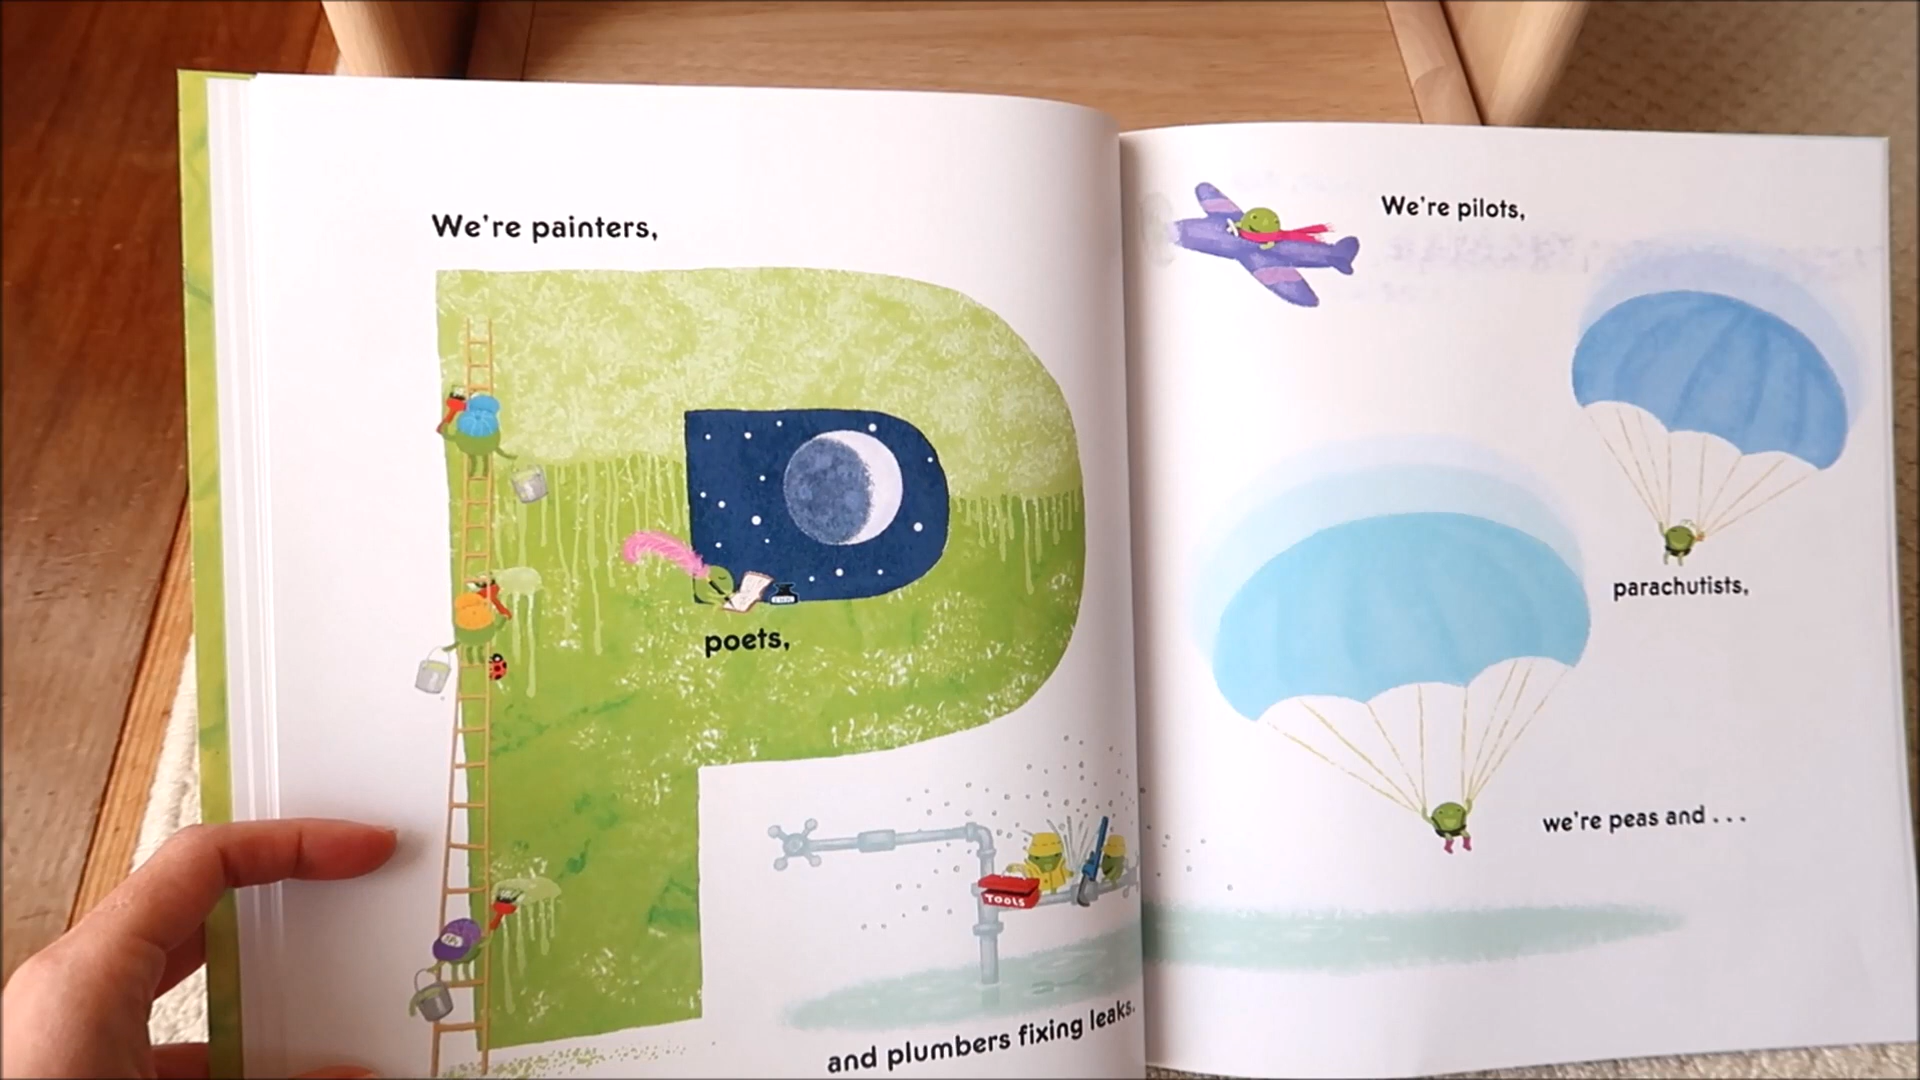 We're painters,
poets,
TOOLS
and plumbers fixing leaks.
We're pilots,
parachutists,
we're peas and . . .